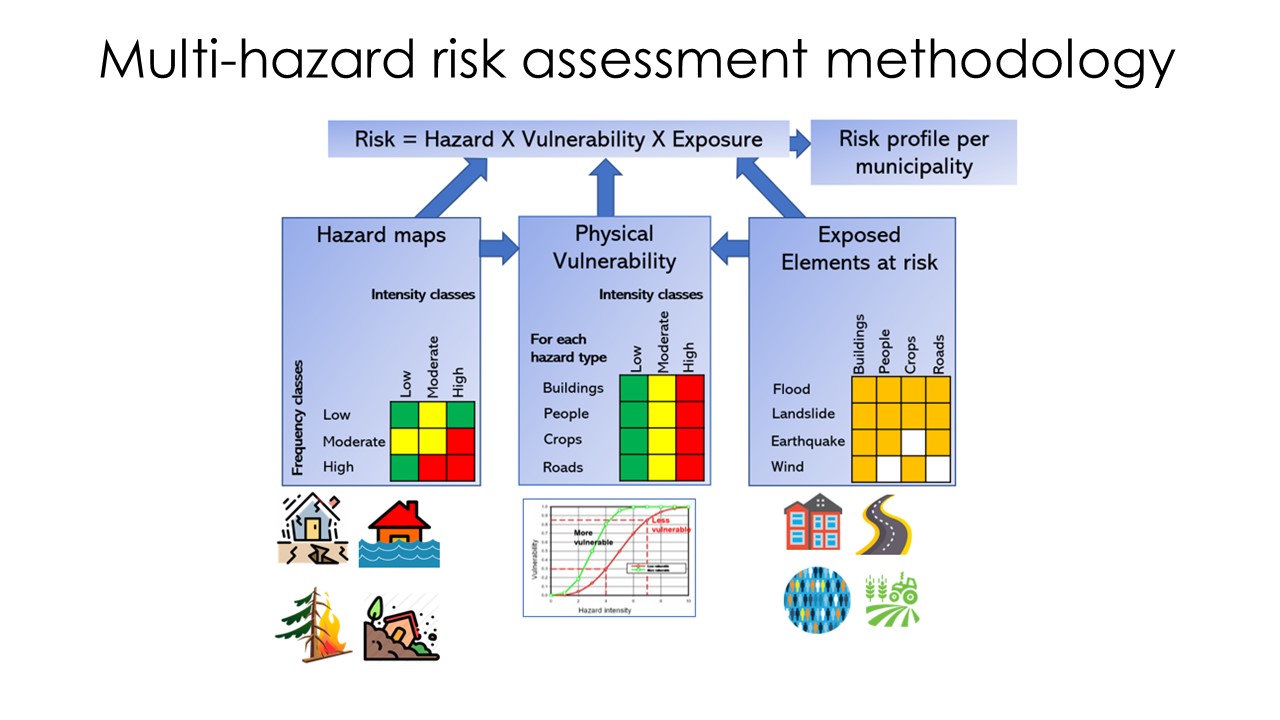 Multi-hazard risk assessment methodology
Risk = Hazard X Vulnerability X Exposure
Risk profile per
municipality
Hazard maps
Intensity classes
Frequency classes
Low
Moderate
High
Low
Moderate
High
Physical
Vulnerability
Intensity classes
For each
hazard type
Low
Moderate
High
Buildings
People
Crops
Roads
Exposed
Elements at risk
Buildings
People
Crops
Roads
Flood
Landslide
Earthquake
Wind
More
vulnerable
Less
vulnerable
Vulnerability
Hazard intensity